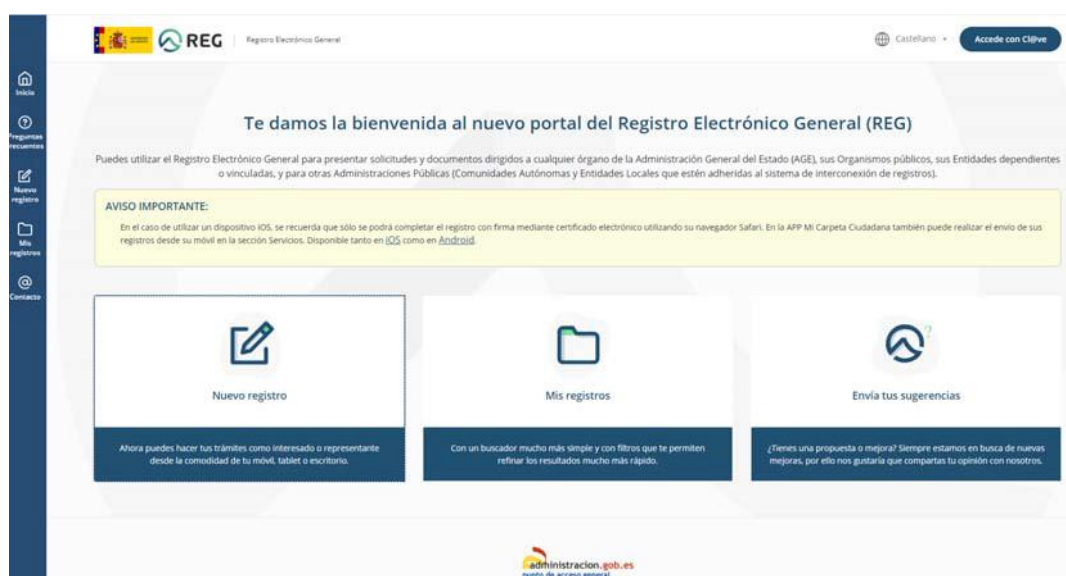 REG
Registro Electrónico General
Castellano
Accede con Cl@ve
Inicio
Preguntas
frecuentes
Nuevo
registro
Mis
registros
Contacto
Te damos la bienvenida al nuevo portal del Registro Electrónico General (REG)
Puedes utilizar el Registro Electrónico General para presentar solicitudes y documentos dirigidos a cualquier órgano de la Administración General del Estado (AGE), sus Organismos públicos, sus Entidades dependientes
o vinculadas, y para otras Administraciones Públicas (Comunidades Autónomas y Entidades Locales que estén adheridas al sistema de interconexión de registros).
AVISO IMPORTANTE:
En el caso de utilizar un dispositivo iOS, se recuerda que sólo se podrá completar el registro con firma mediante certificado electrónico utilizando su navegador Safari. En la APP Mi Carpeta Ciudadana también puede realizar el envío de sus
registros desde su móvil en la sección Servicios. Disponible tanto en iOS como en Android.
Nuevo registro
Ahora puedes hacer tus trámites como interesado o representante
desde la comodidad de tu móvil, tablet o escritorio.
Mis registros
Con un buscador mucho más simple y con filtros que te permiten
refinar los resultados mucho más rápido.
?
Envía tus sugerencias
¿Tienes una propuesta o mejora? Siempre estamos en busca de nuevas
mejoras, por ello nos gustaría que compartas tu opinión con nosotros.
administracion.gob.es
punto de acceso general